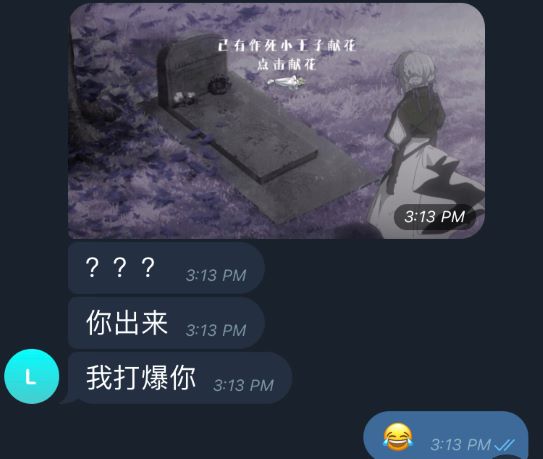 已有作死小王子献花
点击献花
3:13 PM
？？？ 3:13 PM
你出来 3:13 PM
L
我打爆你 3:13 PM
😂 3:13 PM